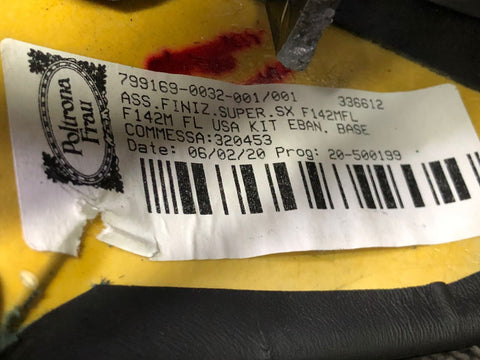 Poltrona
Frau
799169-0032-001/001 336612
ASS.FINIZ.SUPER.SX F142MFL
F142M FL USA KIT EBAN. BASE
COMMESSA:320453
Date: 06/02/20 Prog: 20-500199